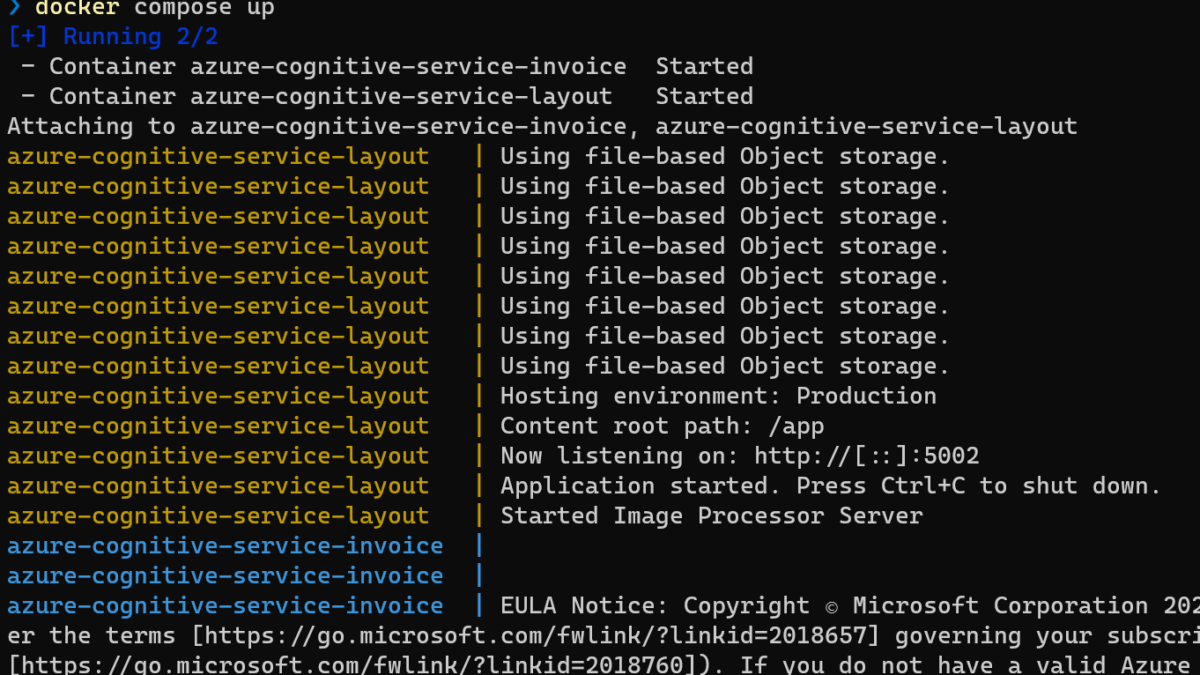 ❯ docker compose up
[+] Running 2/2
 - Container azure-cognitive-service-invoice  Started
 - Container azure-cognitive-service-layout   Started
Attaching to azure-cognitive-service-invoice, azure-cognitive-service-layout
azure-cognitive-service-layout   | Using file-based Object storage.
azure-cognitive-service-layout   | Using file-based Object storage.
azure-cognitive-service-layout   | Using file-based Object storage.
azure-cognitive-service-layout   | Using file-based Object storage.
azure-cognitive-service-layout   | Using file-based Object storage.
azure-cognitive-service-layout   | Using file-based Object storage.
azure-cognitive-service-layout   | Using file-based Object storage.
azure-cognitive-service-layout   | Using file-based Object storage.
azure-cognitive-service-layout   | Hosting environment: Production
azure-cognitive-service-layout   | Content root path: /app
azure-cognitive-service-layout   | Now listening on: http://[::]:5002
azure-cognitive-service-layout   | Application started. Press Ctrl+C to shut down.
azure-cognitive-service-layout   | Started Image Processor Server
azure-cognitive-service-invoice  |
azure-cognitive-service-invoice  |
azure-cognitive-service-invoice  | EULA Notice: Copyright © Microsoft Corporation
er the terms [https://go.microsoft.com/fwlink/?linkid=2018657] governing your
[https://go.microsoft.com/fwlink/?linkid=2018760]). If you do not have a valid Azure